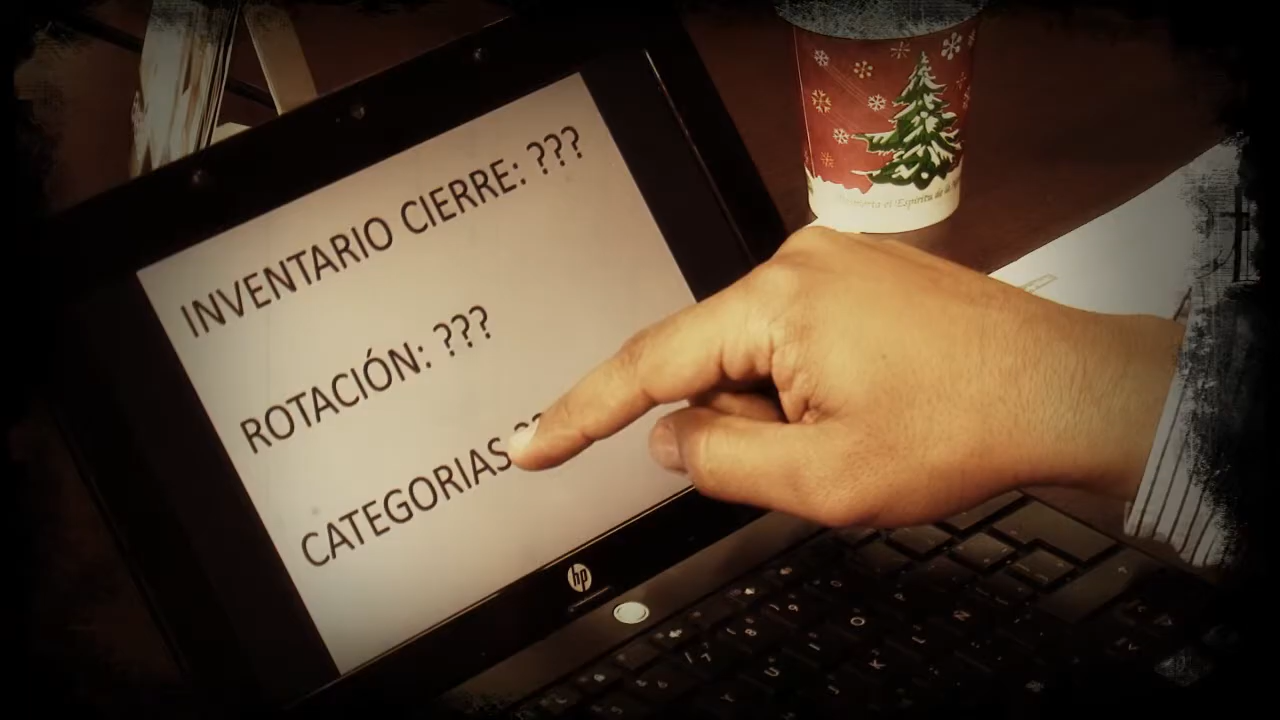 INVENTARIO CIERRE: ???
ROTACIÓN: ???
CATEGORIAS
hp